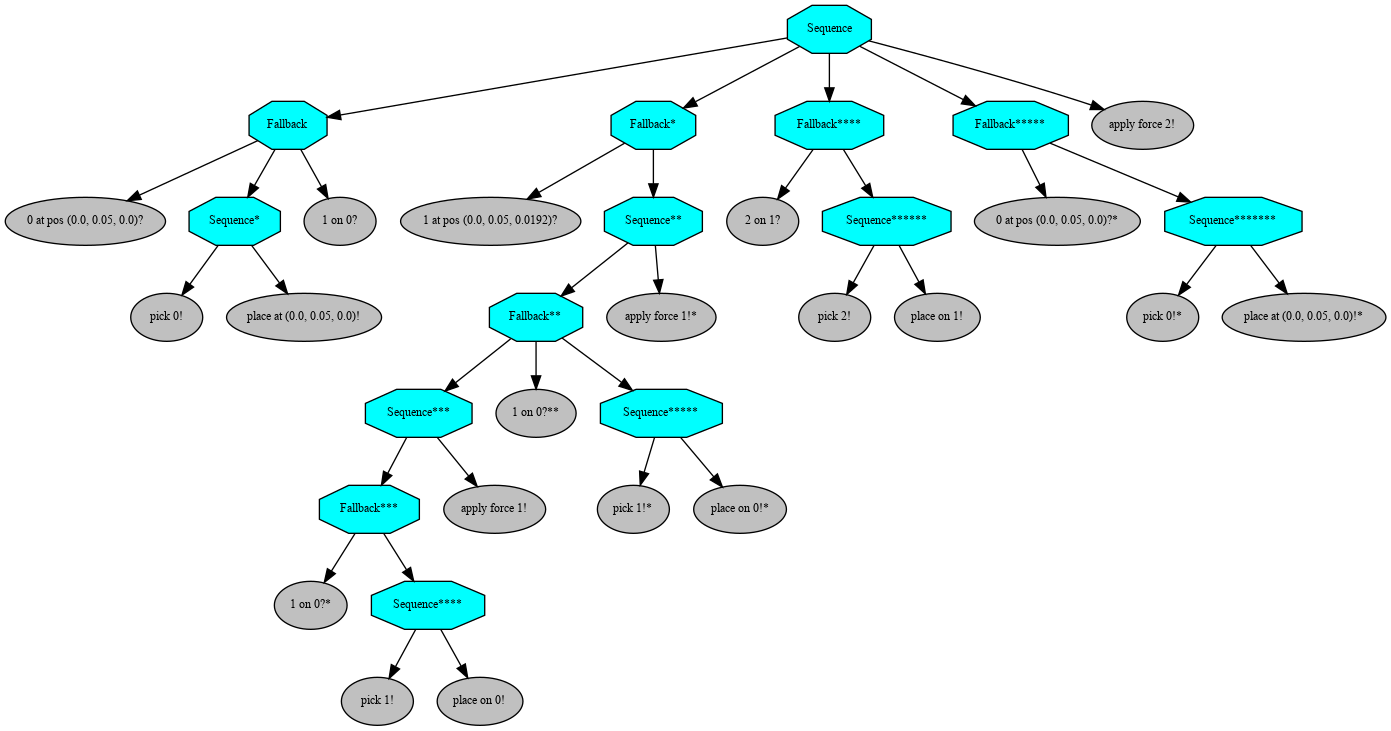 Sequence
Fallback
Fallback*
Fallback****
Fallback*****
apply force 2!
0 at pos (0.0, 0.05, 0.0)?
Sequence*
1 on 0?
1 at pos (0.0, 0.05, 0.0192)?
Sequence**
2 on 1?
Sequence******
0 at pos (0.0, 0.05, 0.0)?*
Sequence*******
pick 0!
place at (0.0, 0.05, 0.0)!
Fallback**
apply force 1!*
pick 2!
place on 1!
pick 0!*
place at (0.0, 0.05, 0.0)!*
Sequence***
1 on 0?**
Sequence*****
Fallback***
apply force 1!
pick 1!*
place on 0!*
1 on 0?*
Sequence****
pick 1!
place on 0!